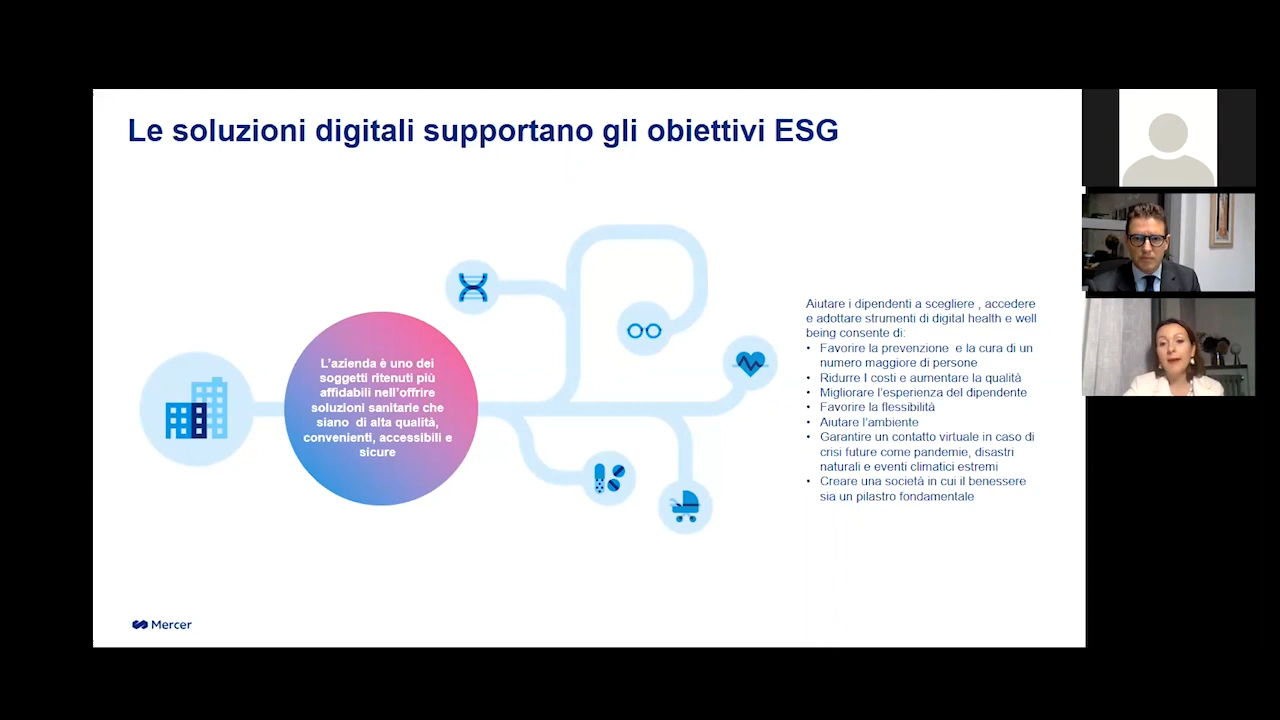 Le soluzioni digitali supportano gli obiettivi ESG
L'azienda è uno dei
soggetti ritenuti più
affidabili nell'offrire
soluzioni sanitarie che
siano di alta qualità,
convenienti, accessibili e
sicure
Aiutare i dipendenti a scegliere , accedere
e adottare strumenti di digital health e well
being consente di:
• Favorire la prevenzione e la cura di un
numero maggiore di persone
• Ridurre I costi e aumentare la qualità
• Migliorare l'esperienza del dipendente
• Favorire la flessibilità
• Aiutare l'ambiente
• Garantire un contatto virtuale in caso di
crisi future come pandemie, disastri
naturali e eventi climatici estremi
• Creare una società in cui il benessere
sia un pilastro fondamentale
Mercer